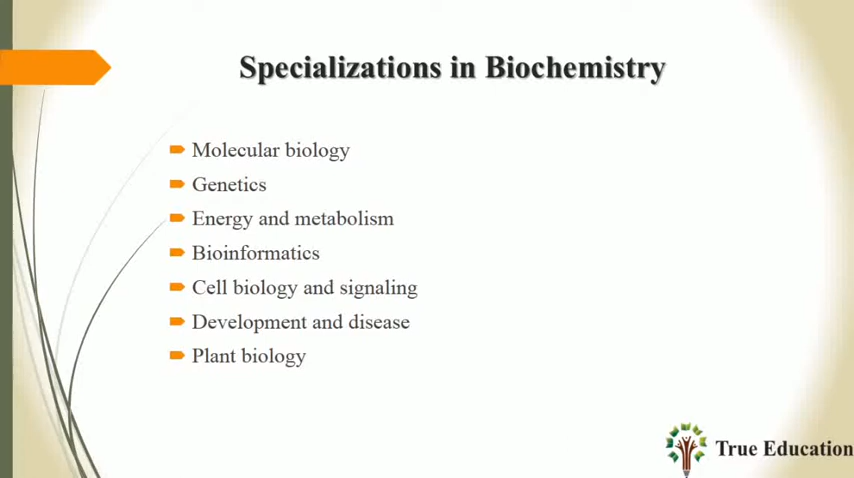 Specializations in Biochemistry
Molecular biology
Genetics
Energy and metabolism
Bioinformatics
Cell biology and signaling
Development and disease
Plant biology
True Education